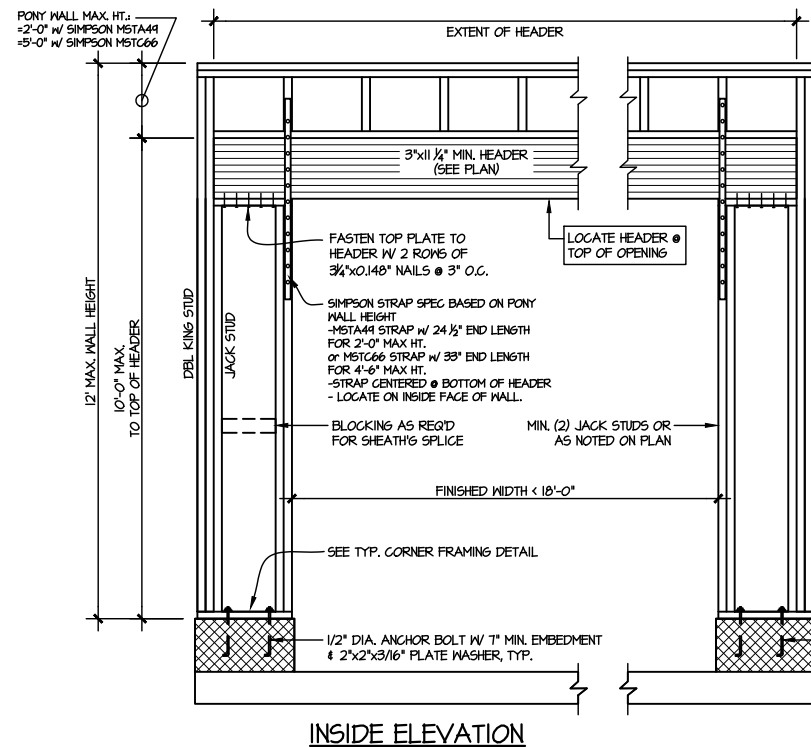 PONY WALL MAX. HT.:
=2'-0" W/ SIMPSON MSTA49
=5'-0" W/ SIMPSON MSTC66
EXTENT OF HEADER
3"x11 1/4" MIN. HEADER
(SEE PLAN)
FASTEN TOP PLATE TO
HEADER W/ 2 ROWS OF
3 1/4"x0.148" NAILS @ 3" O.C.
LOCATE HEADER @
TOP OF OPENING
SIMPSON STRAP SPEC BASED ON PONY
WALL HEIGHT
-MSTA49 STRAP w/ 24 1/2" END LENGTH
FOR 2'-0" MAX HT.
or MSTC66 STRAP w/ 33" END LENGTH
FOR 4'-6" MAX HT.
-STRAP CENTERED @ BOTTOM OF HEADER
- LOCATE ON INSIDE FACE OF WALL.
12' MAX. WALL HEIGHT
10'-0" MAX.
TO TOP OF HEADER
DBL KING STUD
JACK STUD
BLOCKING AS REQ'D
FOR SHEATH'G SPLICE
MIN. (2) JACK STUDS OR
AS NOTED ON PLAN
FINISHED WIDTH < 18'-0"
SEE TYP. CORNER FRAMING DETAIL
1/2" DIA. ANCHOR BOLT W/ 7" MIN. EMBEDMENT
& 2"x2"x3/16" PLATE WASHER, TYP.
INSIDE ELEVATION